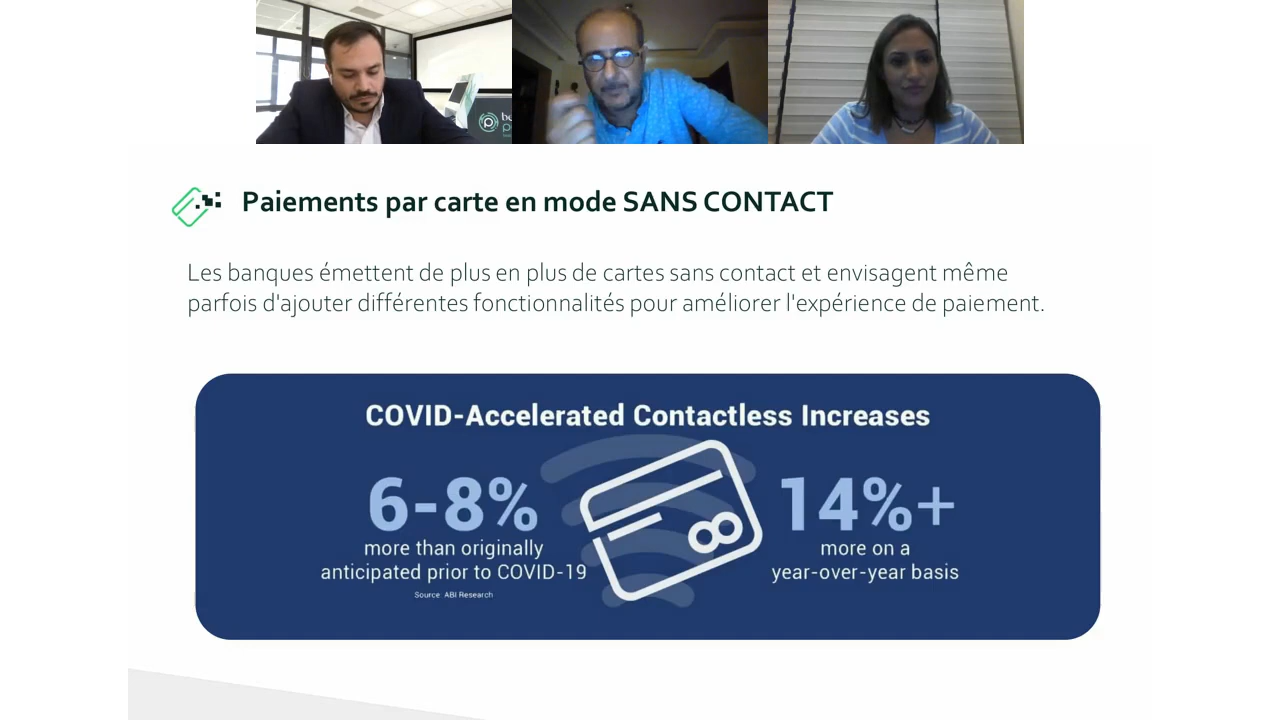 Paiements par carte en mode SANS CONTACT
Les banques émettent de plus en plus de cartes sans contact et envisagent même
parfois d'ajouter différentes fonctionnalités pour améliorer l'expérience de paiement.
COVID-Accelerated Contactless Increases
6-8%
more than originally
anticipated prior to COVID-19
Source: ABI Research
14%+
more on a
year-over-year basis